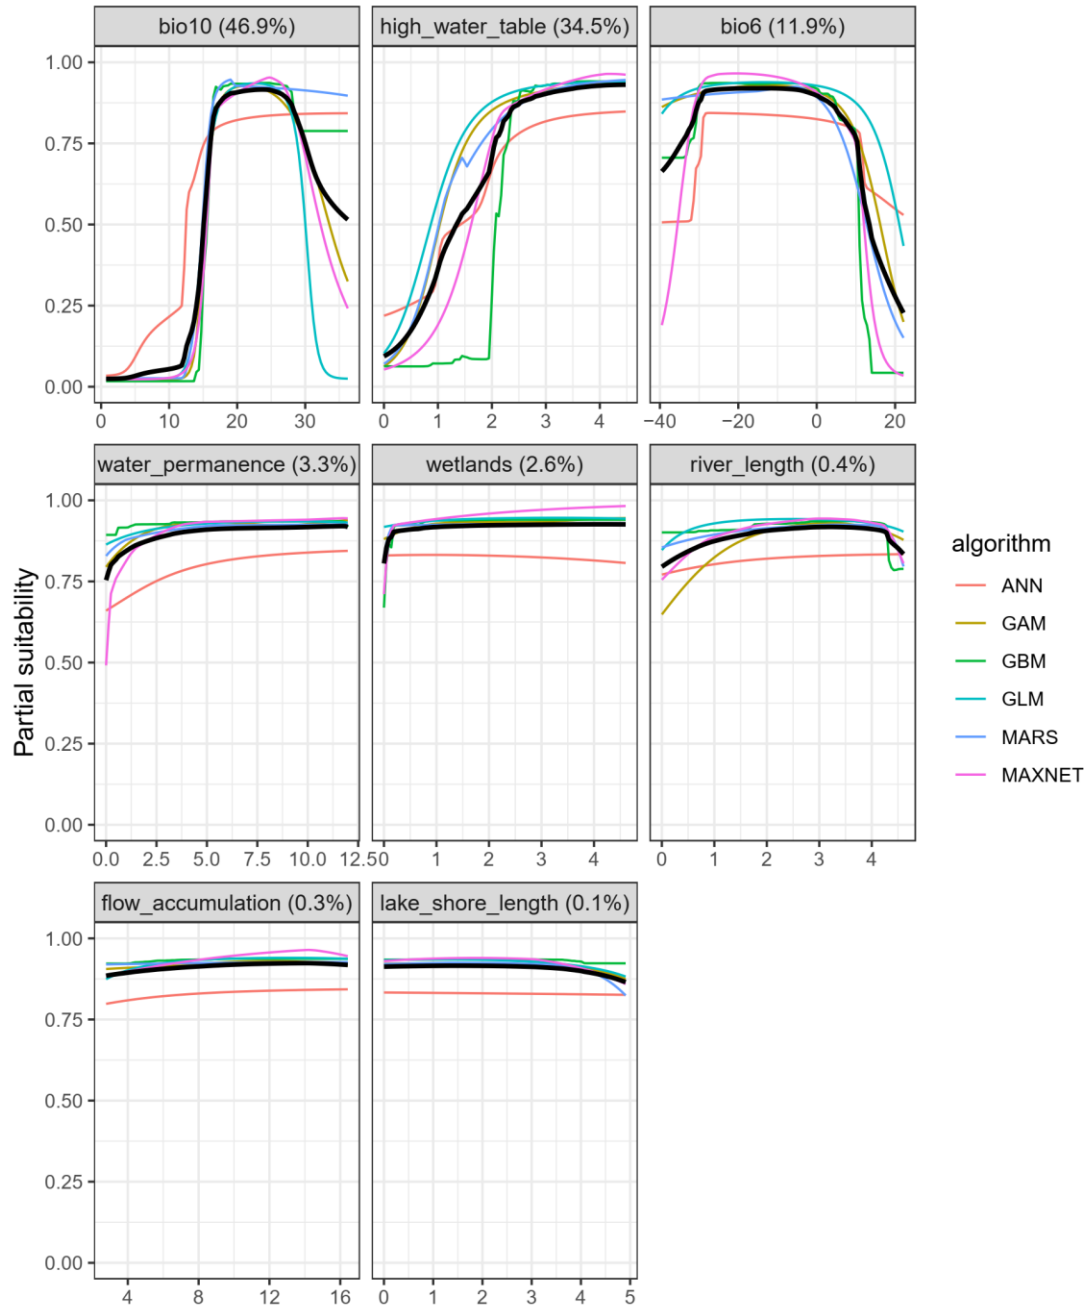 bio10 (46.9%) high_water_table (34.5%) bio6 (11.9%)
1.00
0.75
0.50
0.25
0.00
0 10 20 30 0 1 2 3 4 −40 −20 0 20
water_permanence (3.3%) wetlands (2.6%) river_length (0.4%)
1.00
0.75
0.50
0.25
0.00
0.0 2.5 5.0 7.5 10.0 12.5 0 1 2 3 4 0 1 2 3 4
Partial suitability
flow_accumulation (0.3%) lake_shore_length (0.1%)
1.00
0.75
0.50
0.25
0.00
4 8 12 16 0 1 2 3 4 5
algorithm
ANN
GAM
GBM
GLM
MARS
MAXNET